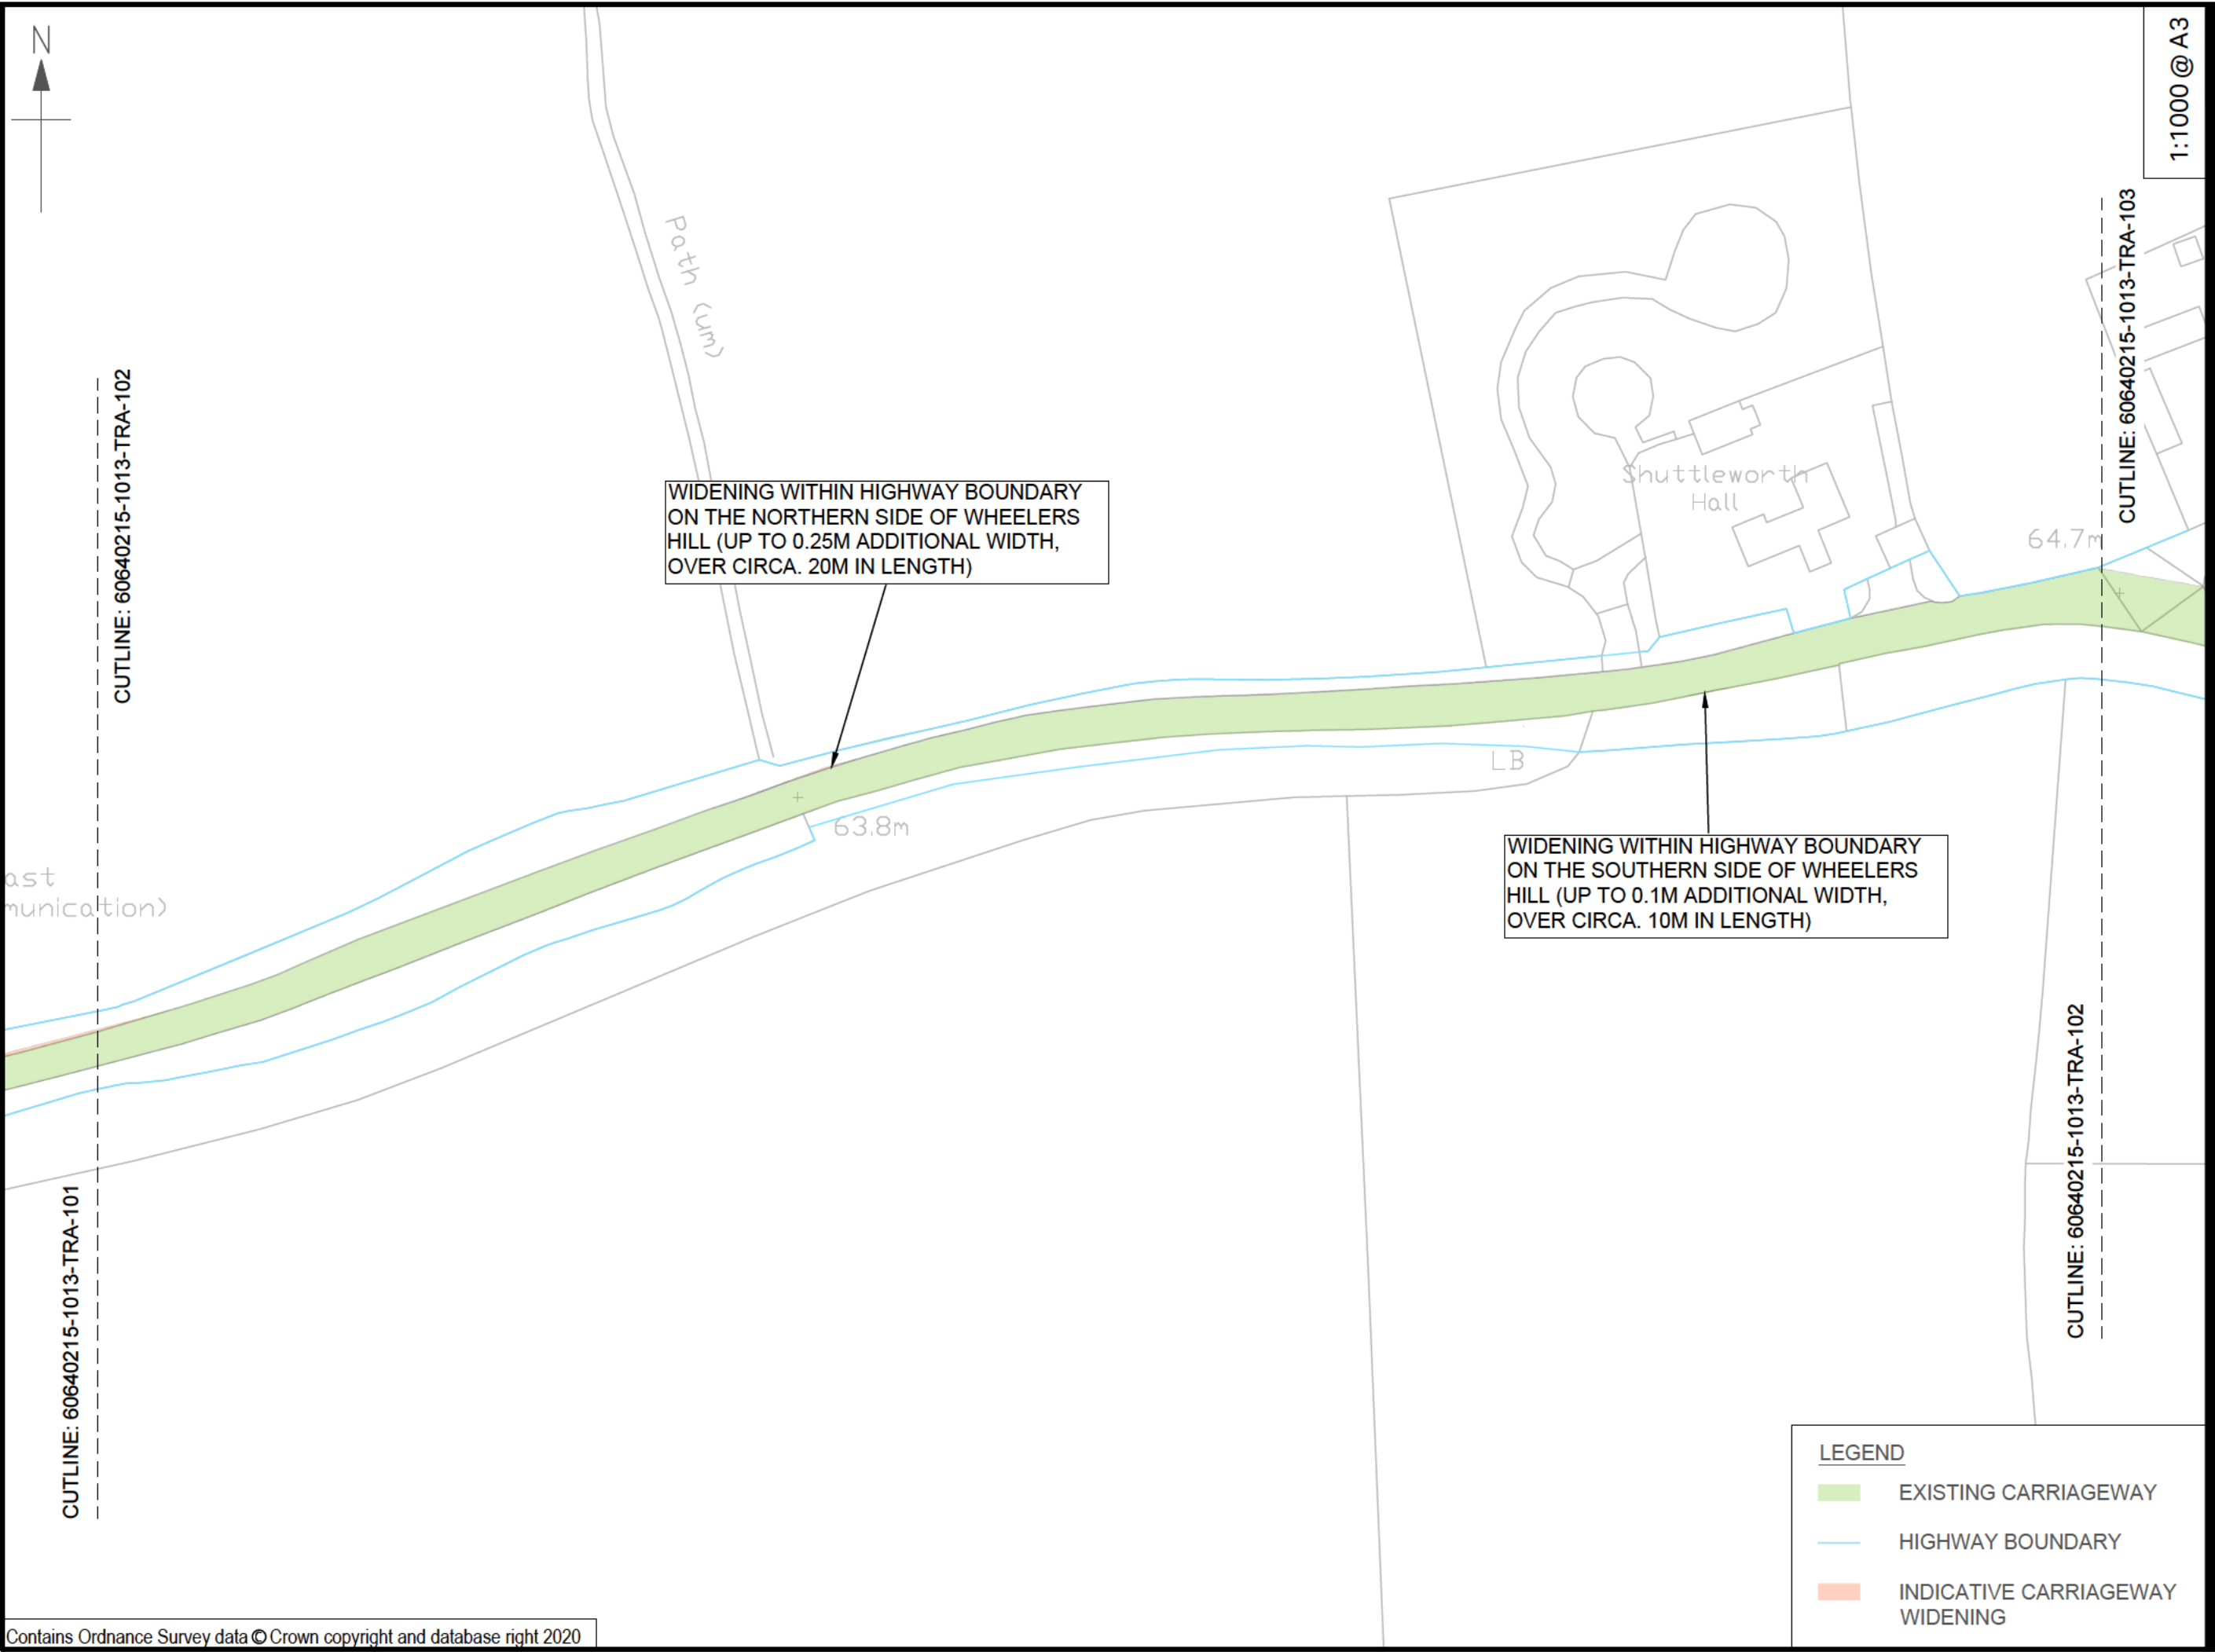 N
1:1000 @ A3
CUTLINE: 60640215-1013-TRA-102
CUTLINE: 60640215-1013-TRA-103
Path (um)
WIDENING WITHIN HIGHWAY BOUNDARY
ON THE NORTHERN SIDE OF WHEELERS
HILL (UP TO 0.25M ADDITIONAL WIDTH,
OVER CIRCA. 20M IN LENGTH)
Shuttleworth
Hall
64.7m
LB
63.8m
WIDENING WITHIN HIGHWAY BOUNDARY
ON THE SOUTHERN SIDE OF WHEELERS
HILL (UP TO 0.1M ADDITIONAL WIDTH,
OVER CIRCA. 10M IN LENGTH)
ast
munication)
CUTLINE: 60640215-1013-TRA-101
CUTLINE: 60640215-1013-TRA-102
LEGEND
EXISTING CARRIAGEWAY
HIGHWAY BOUNDARY
INDICATIVE CARRIAGEWAY
WIDENING
Contains Ordnance Survey data © Crown copyright and database right 2020